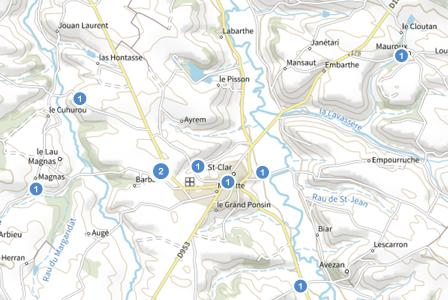 le Cloutan
Jouan Laurent
Labarthe
Janétari
Mauroux
las Hontasse
Mansaut
Embarthe
le Pisson
1
1
le Cuhurou
la Lavassère
Ayrem
le Lau
Magnas
Empourruche
1
2
St-Clar
1
Magnas
1
1
Rau de St-Jean
le Grand Ponsin
Arbieu
Augé
Biar
Rau du Margaridat
D953
Lescarron
Herran
Avezan
1